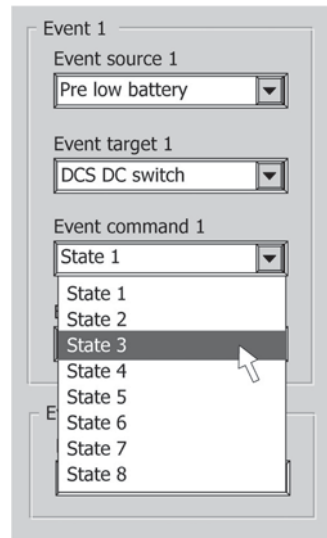 Event 1
Event source 1
Pre low battery
Event target 1
DCS DC switch
Event command 1
State 1
State 1
State 2
State 3
State 4
State 5
State 6
State 7
State 8